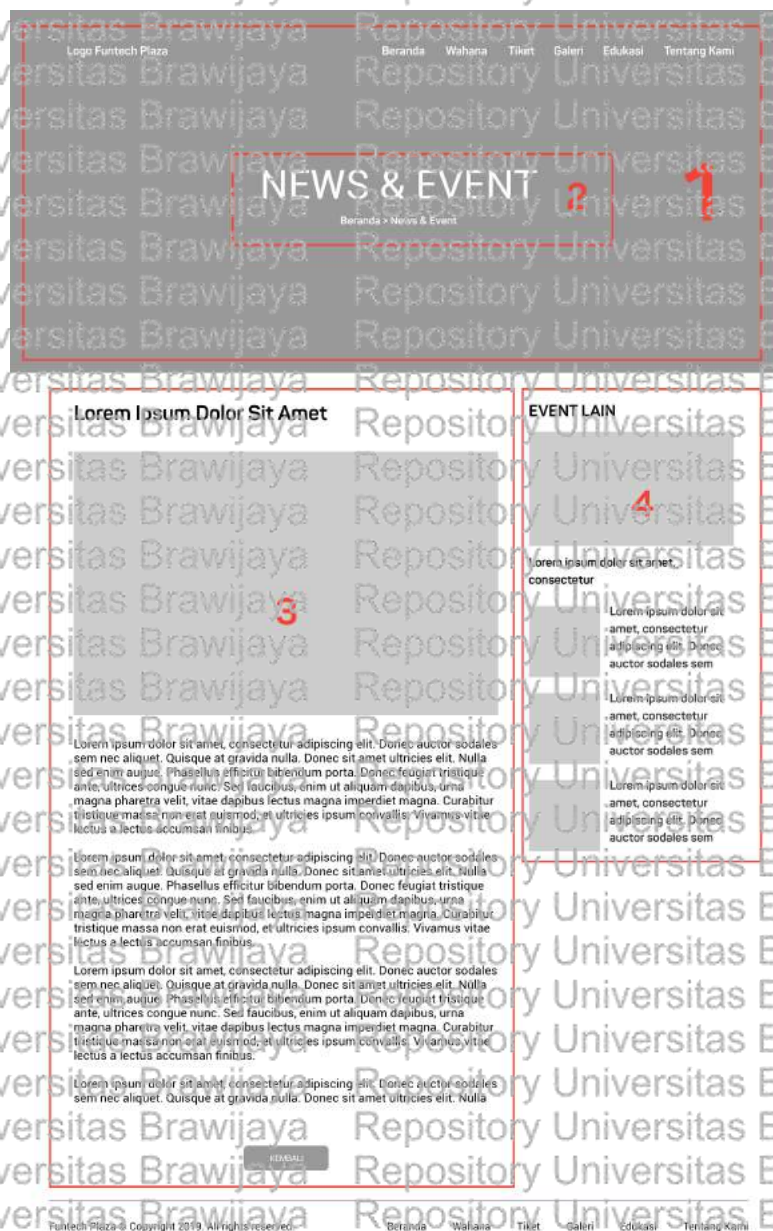 Logo Funtech Plaza
Beranda Wahana Tiket Galeri Edukasi Tentang Kami
NEWS & EVENT
2
1
Beranda > News & Event
Lorem Ipsum Dolor Sit Amet
3
Lorem ipsum dolor sit amet, consectetur adipiscing elit. Donec auctor sodales
sem nec aliquet. Quisque at gravida nulla. Donec sit amet ultricies elit. Nulla
sed enim augue. Phasellus efficitur bibendum porta. Donec feugiat tristique
ante, ultrices congue nunc. Sed faucibus, enim ut aliquam dapibus, urna
magna pharetra velit, vitae dapibus lectus magna imperdiet magna. Curabitur
tristique massa non erat euismod, et ultricies ipsum convallis. Vivamus vitae
lectus a lectus accumsan finibus.
Lorem ipsum dolor sit amet, consectetur adipiscing elit. Donec auctor sodales
sem nec aliquet. Quisque at gravida nulla. Donec sit amet ultricies elit. Nulla
sed enim augue. Phasellus efficitur bibendum porta. Donec feugiat tristique
ante, ultrices congue nunc. Sed faucibus, enim ut aliquam dapibus, urna
magna pharetra velit, vitae dapibus lectus magna imperdiet magna. Curabitur
tristique massa non erat euismod, et ultricies ipsum convallis. Vivamus vitae
lectus a lectus accumsan finibus.
Lorem ipsum dolor sit amet, consectetur adipiscing elit. Donec auctor sodales
sem nec aliquet. Quisque at gravida nulla. Donec sit amet ultricies elit. Nulla
sed enim augue. Phasellus efficitur bibendum porta. Donec feugiat tristique
ante, ultrices congue nunc. Sed faucibus, enim ut aliquam dapibus, urna
magna pharetra velit, vitae dapibus lectus magna imperdiet magna. Curabitur
tristique massa non erat euismod, et ultricies ipsum convallis. Vivamus vitae
lectus a lectus accumsan finibus.
Lorem ipsum dolor sit amet, consectetur adipiscing elit. Donec auctor sodales
sem nec aliquet. Quisque at gravida nulla. Donec sit amet ultricies elit. Nulla
KEMBALI
EVENT LAIN
4
Lorem ipsum dolor sit amet,
consectetur
Lorem ipsum dolor sit
amet, consectetur
adipiscing elit. Donec
auctor sodales sem
Lorem ipsum dolor sit
amet, consectetur
adipiscing elit. Donec
auctor sodales sem
Lorem ipsum dolor sit
amet, consectetur
adipiscing elit. Donec
auctor sodales sem
Funtech Plaza © Copyright 2019. All rights reserved
Beranda Wahana Tiket Galeri Edukasi Tentang Kami
Repository Universitas Brawijaya